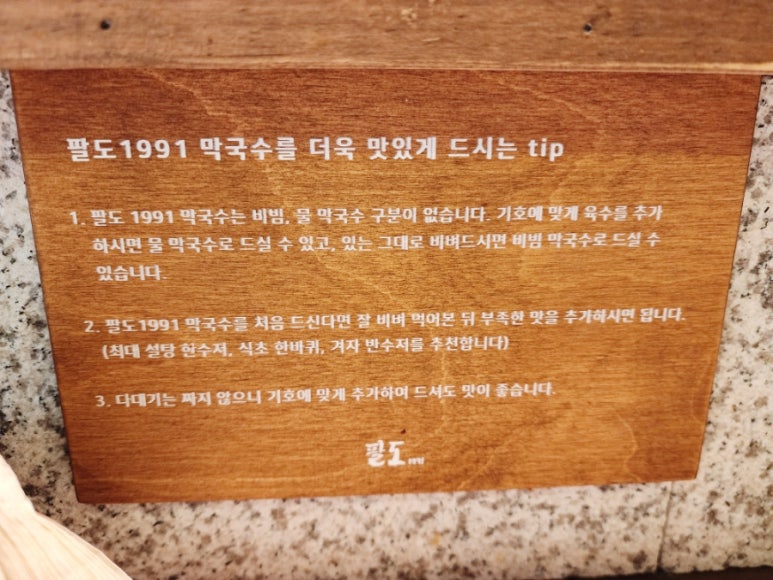 팔도1991 막국수를 더욱 맛있게 드시는 tip
1. 팔도 1991 막국수는 비빔, 물 막국수 구분이 없습니다. 기호에 맞게 육수를 추가
하시면 물 막국수로 드실 수 있고, 있는 그대로 비벼드시면 비빔 막국수로 드실 수
있습니다.
2. 팔도1991 막국수를 처음 드신다면 잘 비벼 먹어본 뒤 부족한 맛을 추가하시면 됩니다.
(최대 설탕 한수저, 식초 한바퀴, 겨자 반수저를 추천합니다)
3. 다대기는 짜지 않으니 기호에 맞게 추가하여 드셔도 맛이 좋습니다.
팔도 1991